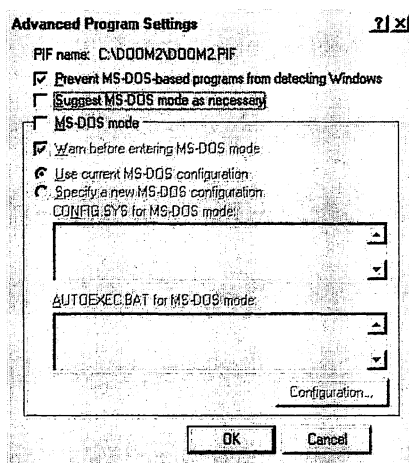 Advanced Program Settings ? X
PIF name: C:\DOOM2\DOOM2.PIF
Prevent MS-DOS-based programs from detecting Windows
Suggest MS-DOS mode as necessary
MS-DOS mode
Warn before entering MS-DOS mode
Use current MS-DOS configuration
Specify a new MS-DOS configuration
CONFIG.SYS for MS-DOS mode:
AUTOEXEC.BAT for MS-DOS mode:
Configuration...
OK Cancel